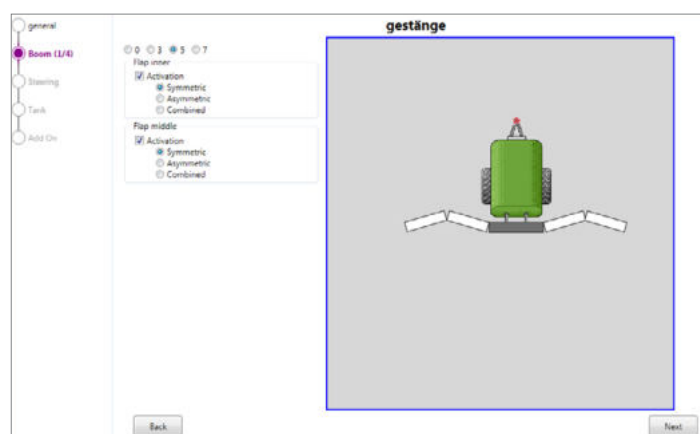 gestänge
general
Boom (1/4)
Steering
Tank
Add On
0 3 5 7
Flap inner
Activation
Symmetric
Asymmetric
Combined
Flap middle
Activation
Symmetric
Asymmetric
Combined
Back
Next